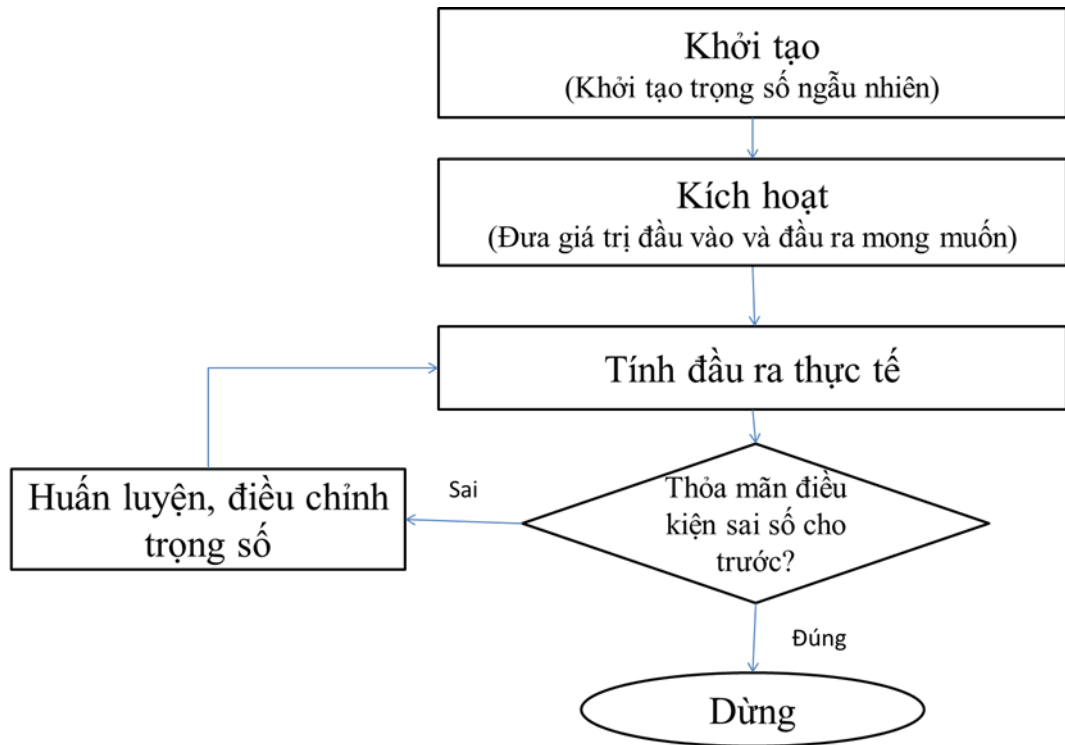 Khởi tạo
(Khởi tạo trọng số ngẫu nhiên)
Kích hoạt
(Đưa giá trị đầu vào và đầu ra mong muốn)
Tính đầu ra thực tế
Thỏa mãn điều
kiện sai số cho
trước?
Sai
Huấn luyện, điều chỉnh
trọng số
Đúng
Dừng